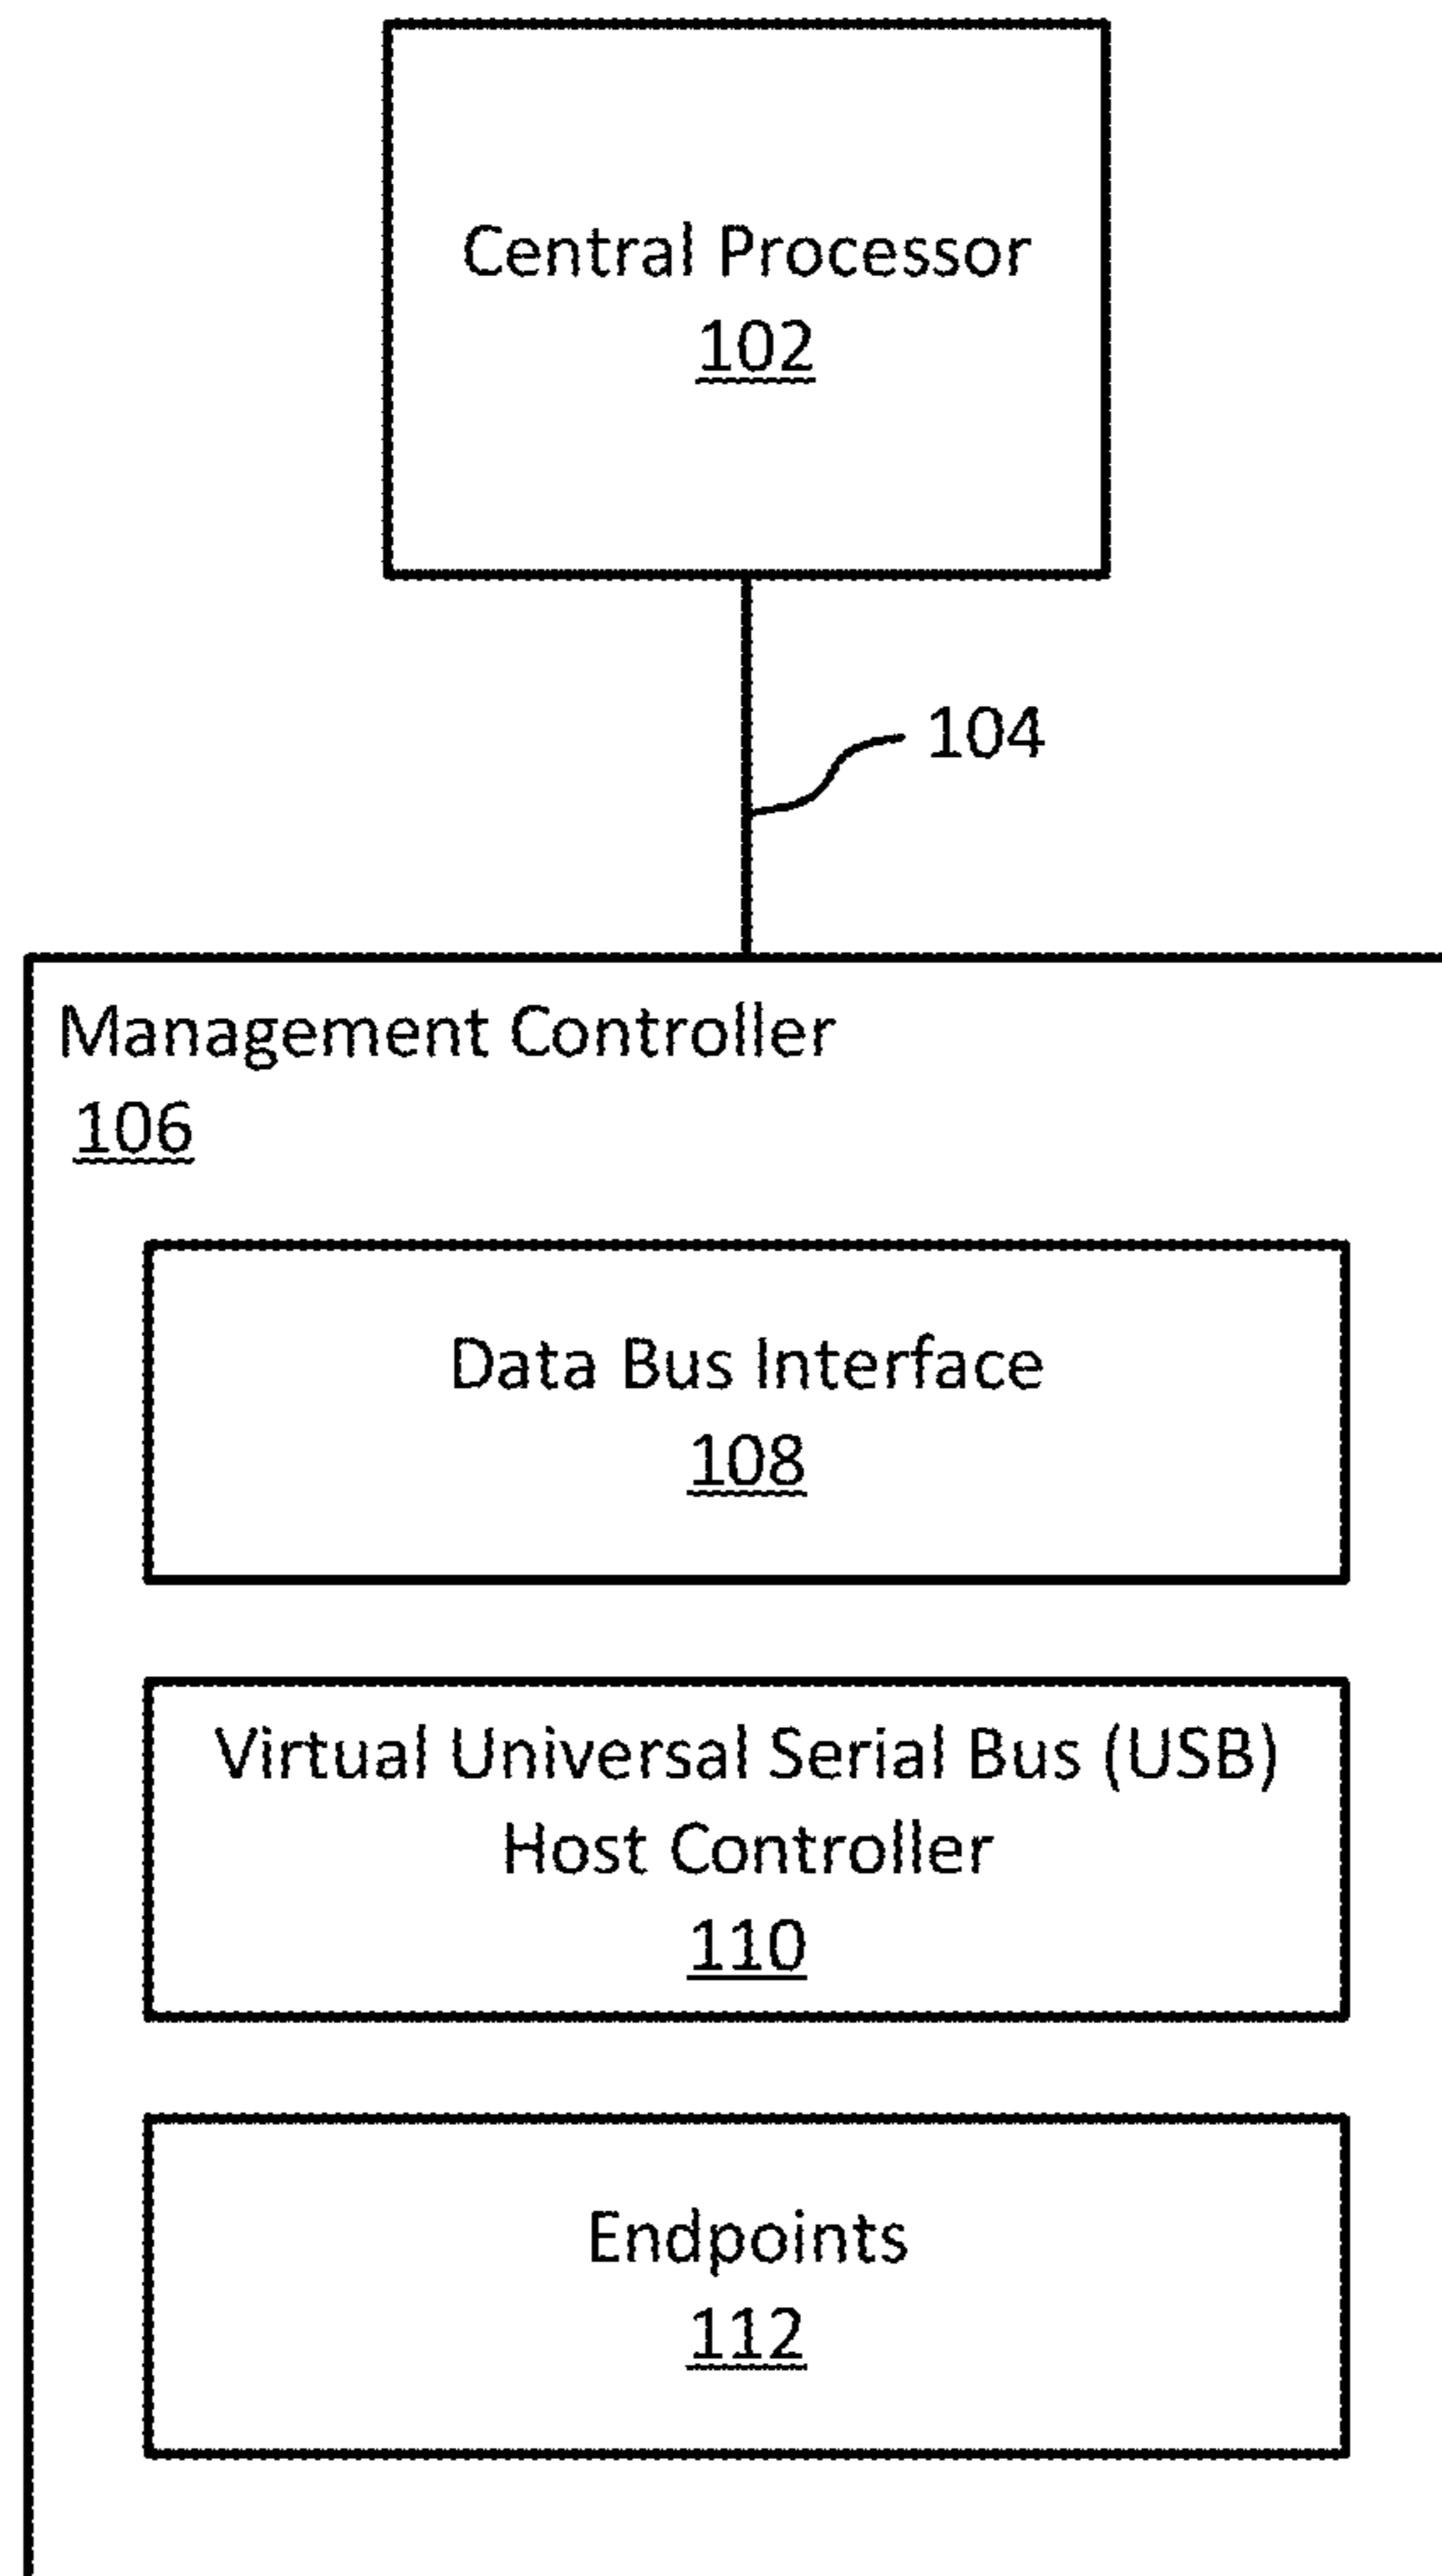 Central Processor
102
104
Management Controller
106
Data Bus Interface
108
Virtual Universal Serial Bus (USB)
Host Controller
110
Endpoints
112